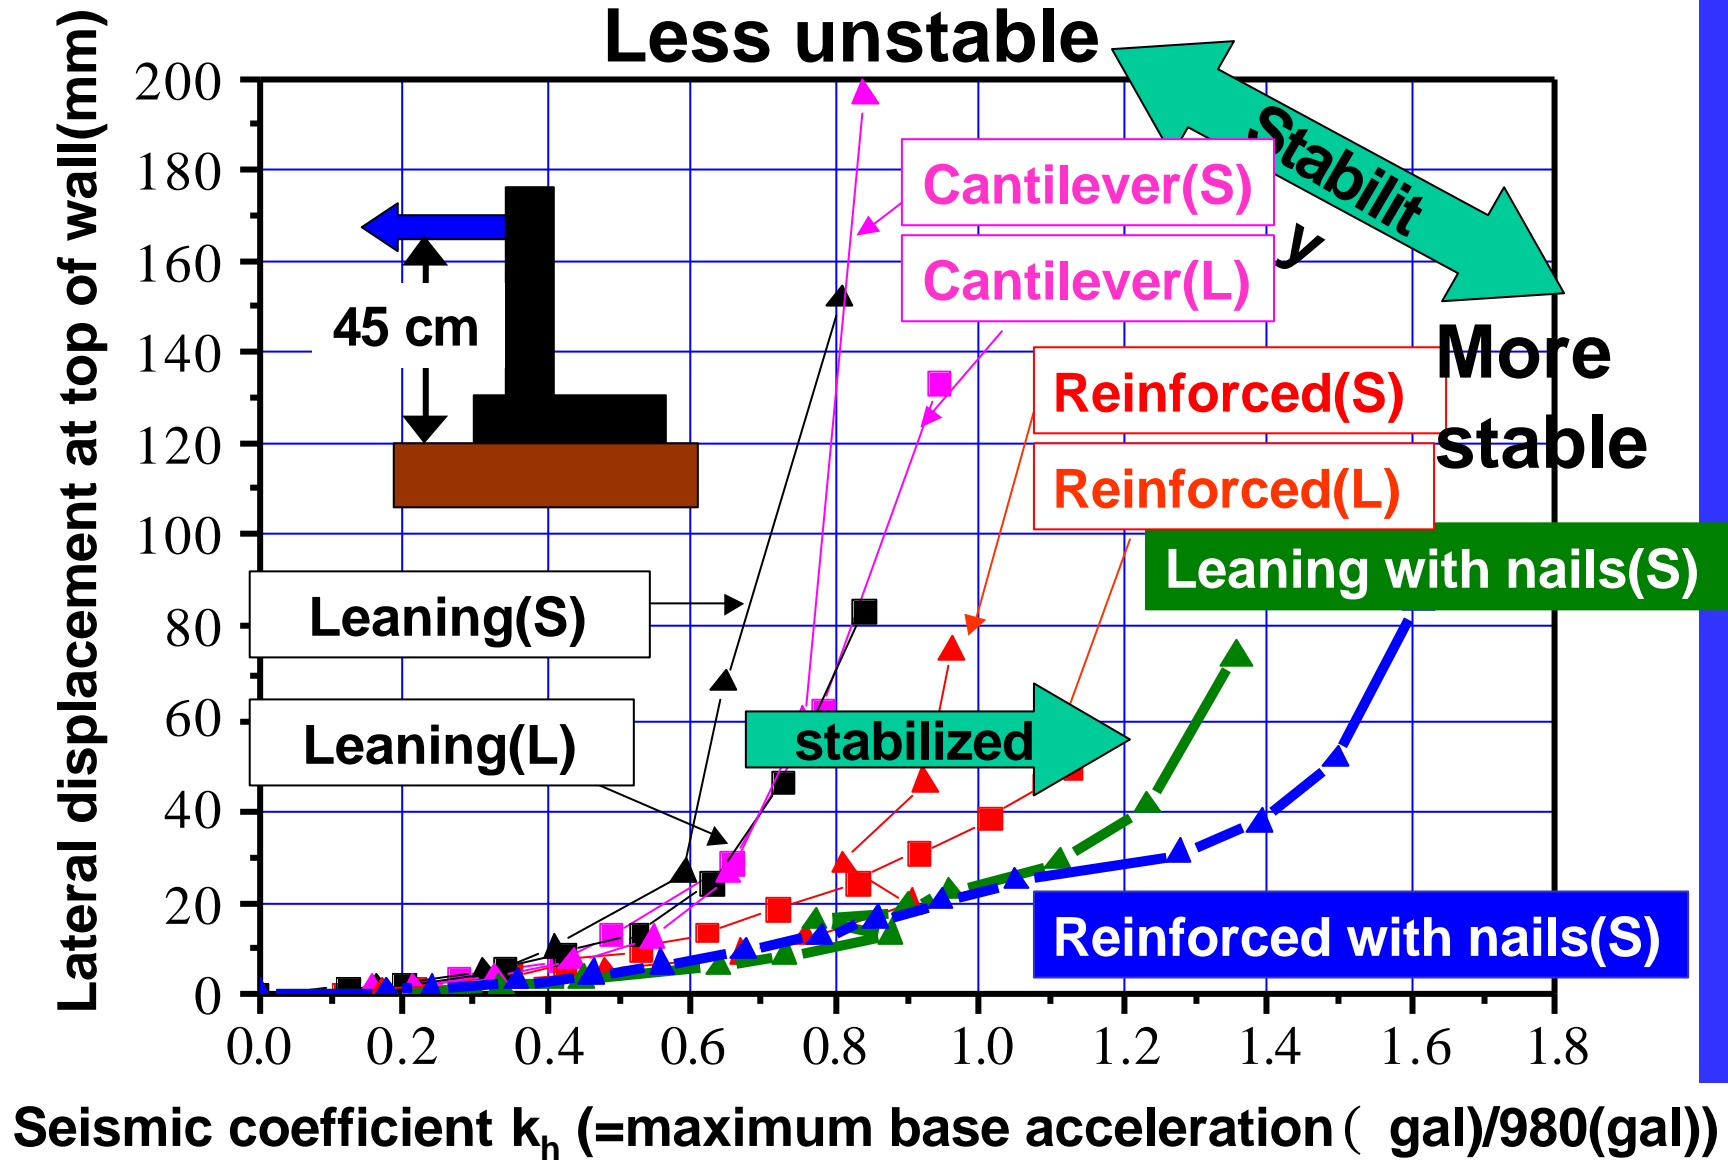 Less unstable
Stabilit
y
More
stable
Lateral displacement at top of wall(mm)
200
180
160
140
120
100
80
60
40
20
0
45 cm
Cantilever(S)
Cantilever(L)
Reinforced(S)
Reinforced(L)
Leaning with nails(S)
Leaning(S)
Leaning(L)
stabilized
Reinforced with nails(S)
0.0 0.2 0.4 0.6 0.8 1.0 1.2 1.4 1.6 1.8
Seismic coefficient kh (=maximum base acceleration( gal)/980(gal))